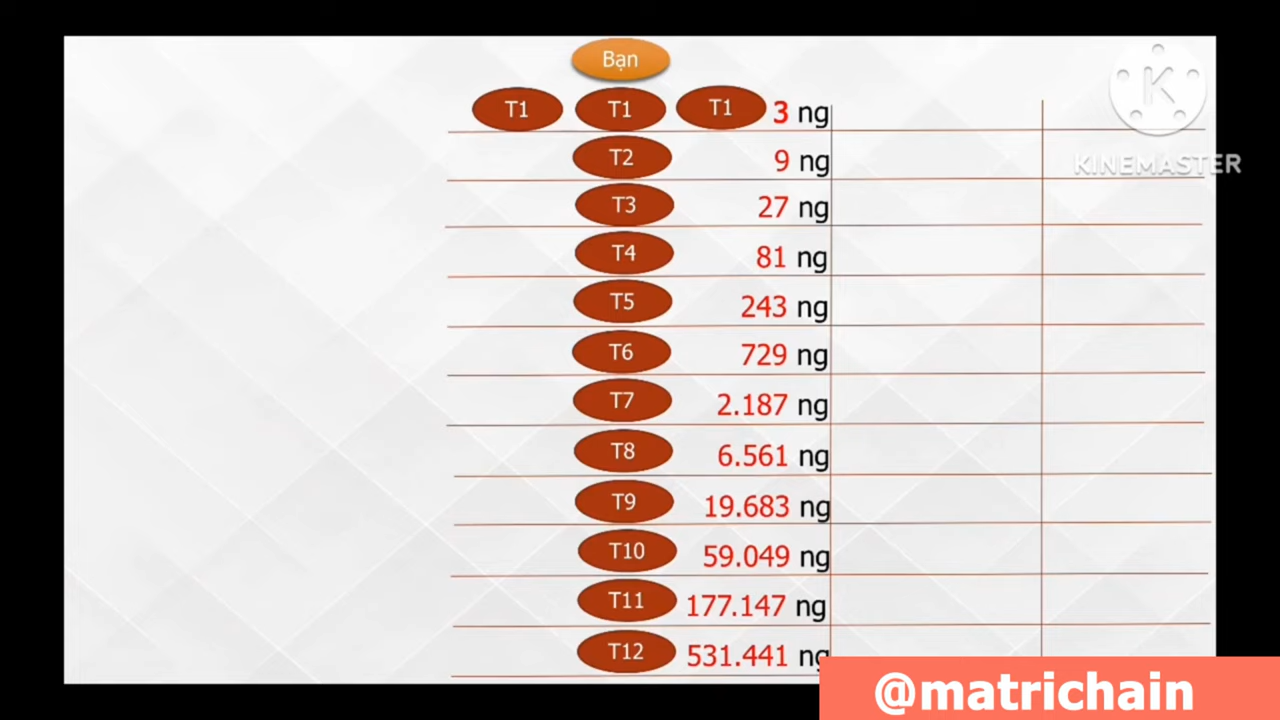 Bạn
T1 T1 T1 3 ng
T2 9 ng
T3 27 ng
T4 81 ng
T5 243 ng
T6 729 ng
T7 2.187 ng
T8 6.561 ng
T9 19.683 ng
T10 59.049 ng
T11 177.147 ng
T12 531.441 ng
K
KINEMASTER
@matrichain